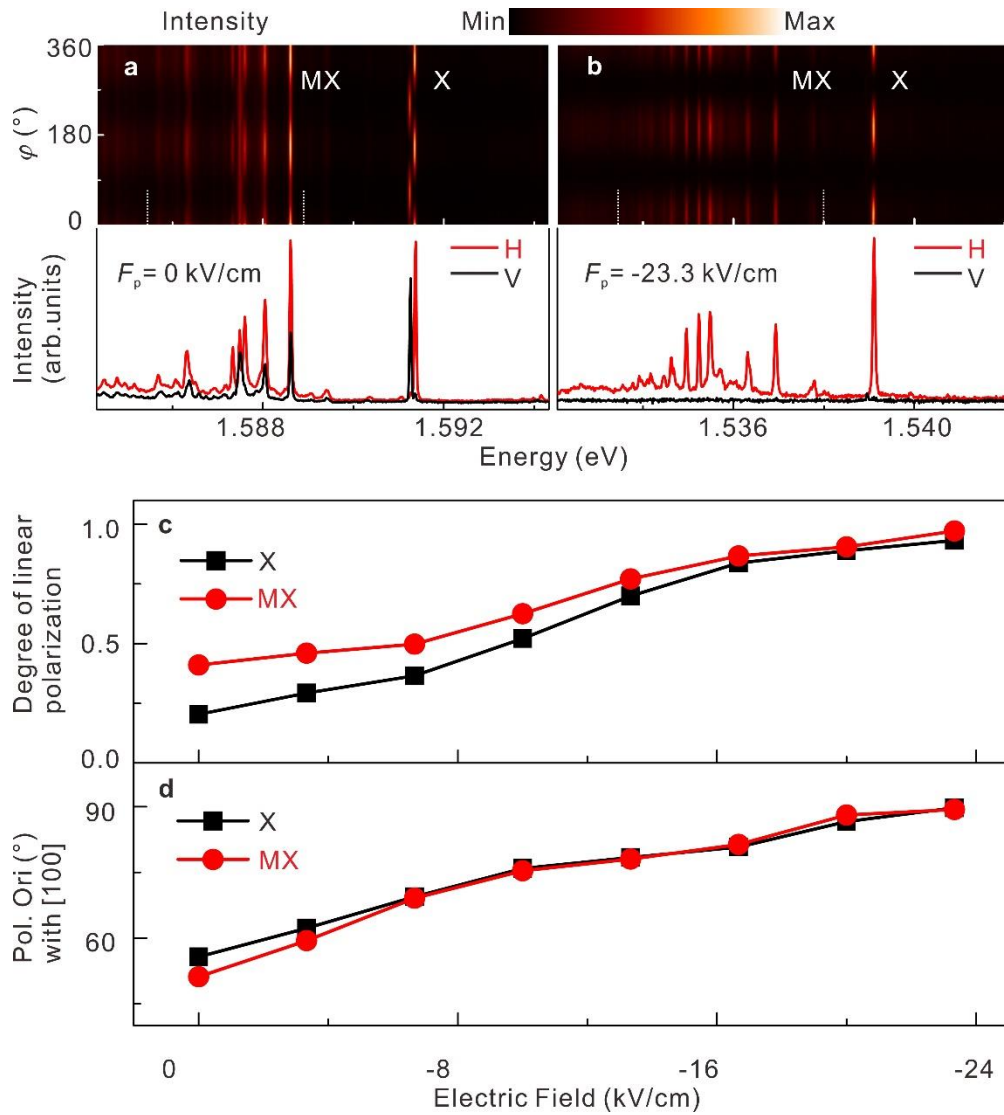 Intensity Min Max
360
180
0
φ (°)
a
MX X
b
MX X
Intensity
(arb.units)
Fp= 0 kV/cm
H
V
Fp= -23.3 kV/cm
H
V
1.588 1.592 1.536 1.540
Energy (eV)
c
1.0
0.5
0.0
Degree of linear
polarization
X
MX
d
90
60
Pol. Ori (°)
with [100]
X
MX
0 -8 -16 -24
Electric Field (kV/cm)